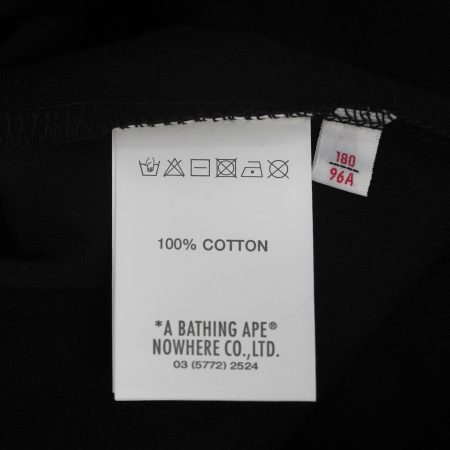 180
96A
100% COTTON
*A BATHING APE®
NOWHERE CO.,LTD.
03 (5772) 2524